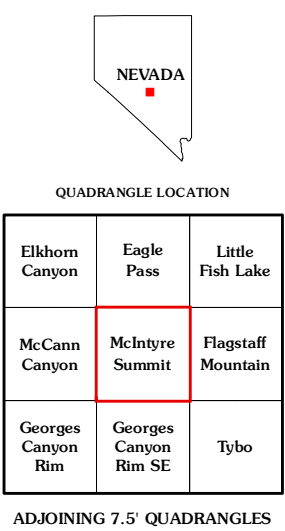 NEVADA
QUADRANGLE LOCATION
Elkhorn
Canyon
Eagle
Pass
Little
Fish Lake
McCann
Canyon
McIntyre
Summit
Flagstaff
Mountain
Georges
Canyon
Rim
Georges
Canyon
Rim SE
Tybo
ADJOINING 7.5' QUADRANGLES